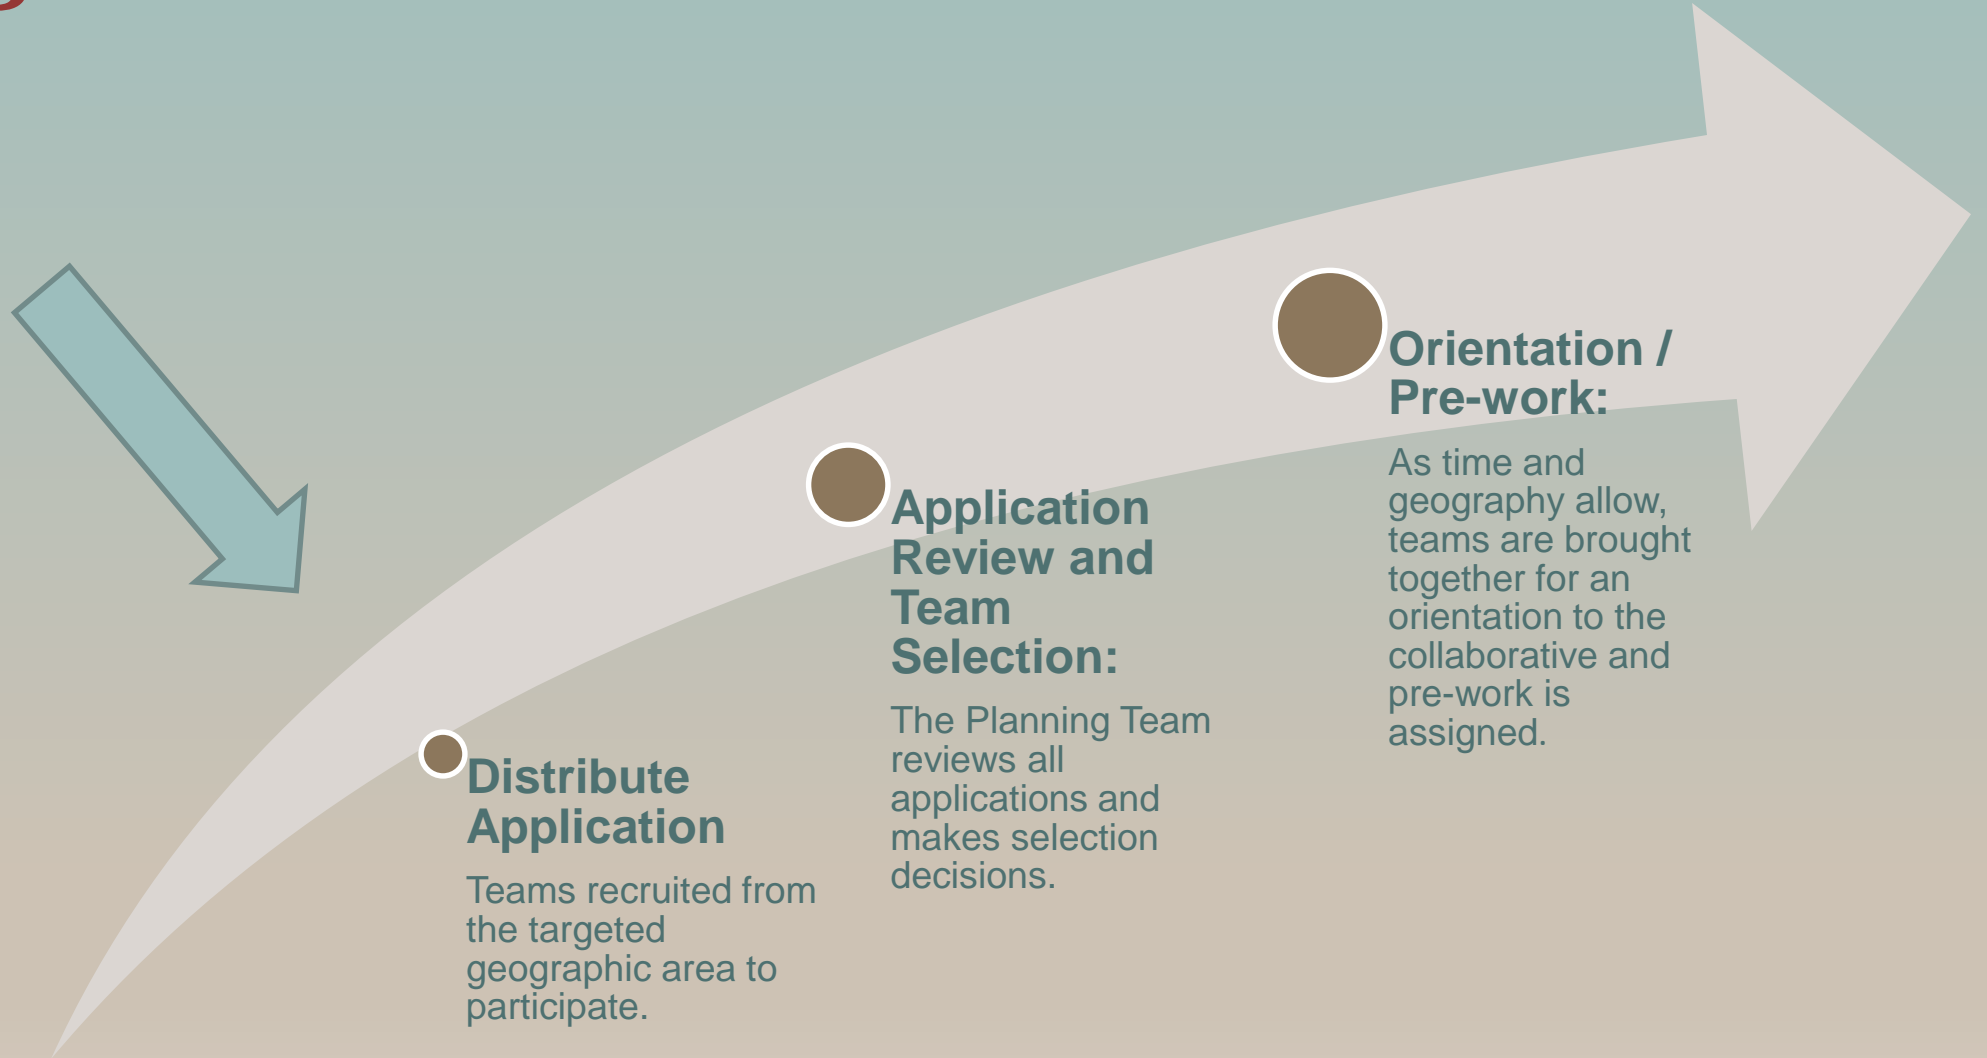 Distribute
Application
Teams recruited from
the targeted
geographic area to
participate.
Application
Review and
Team
Selection:
The Planning Team
reviews all
applications and
makes selection
decisions.
Orientation /
Pre-work:
As time and
geography allow,
teams are brought
together for an
orientation to the
collaborative and
pre-work is
assigned.